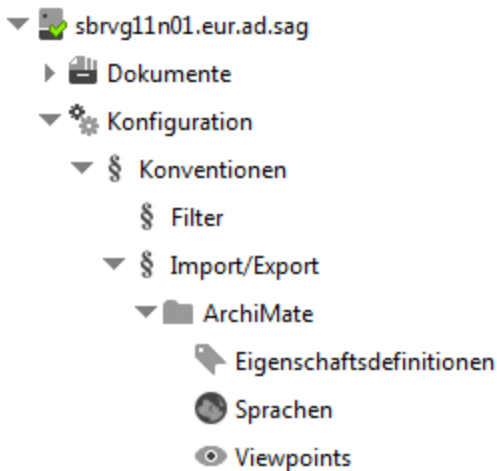 sbrvg11n01.eur.ad.sag
Dokumente
Konfiguration
§ Konventionen
§ Filter
§ Import/Export
ArchiMate
Eigenschaftsdefinitionen
Sprachen
Viewpoints